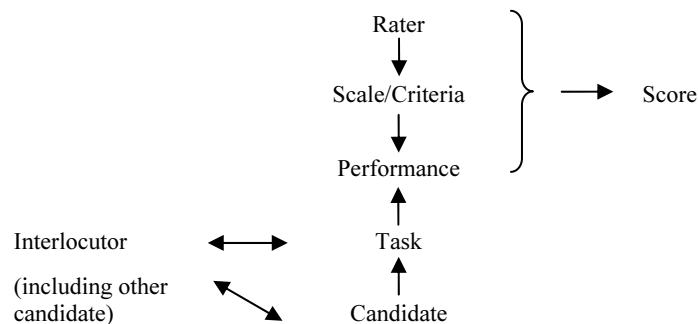 Rater
Scale/Criteria
Score
Performance
Interlocutor
Task
(including other
candidate)
Candidate